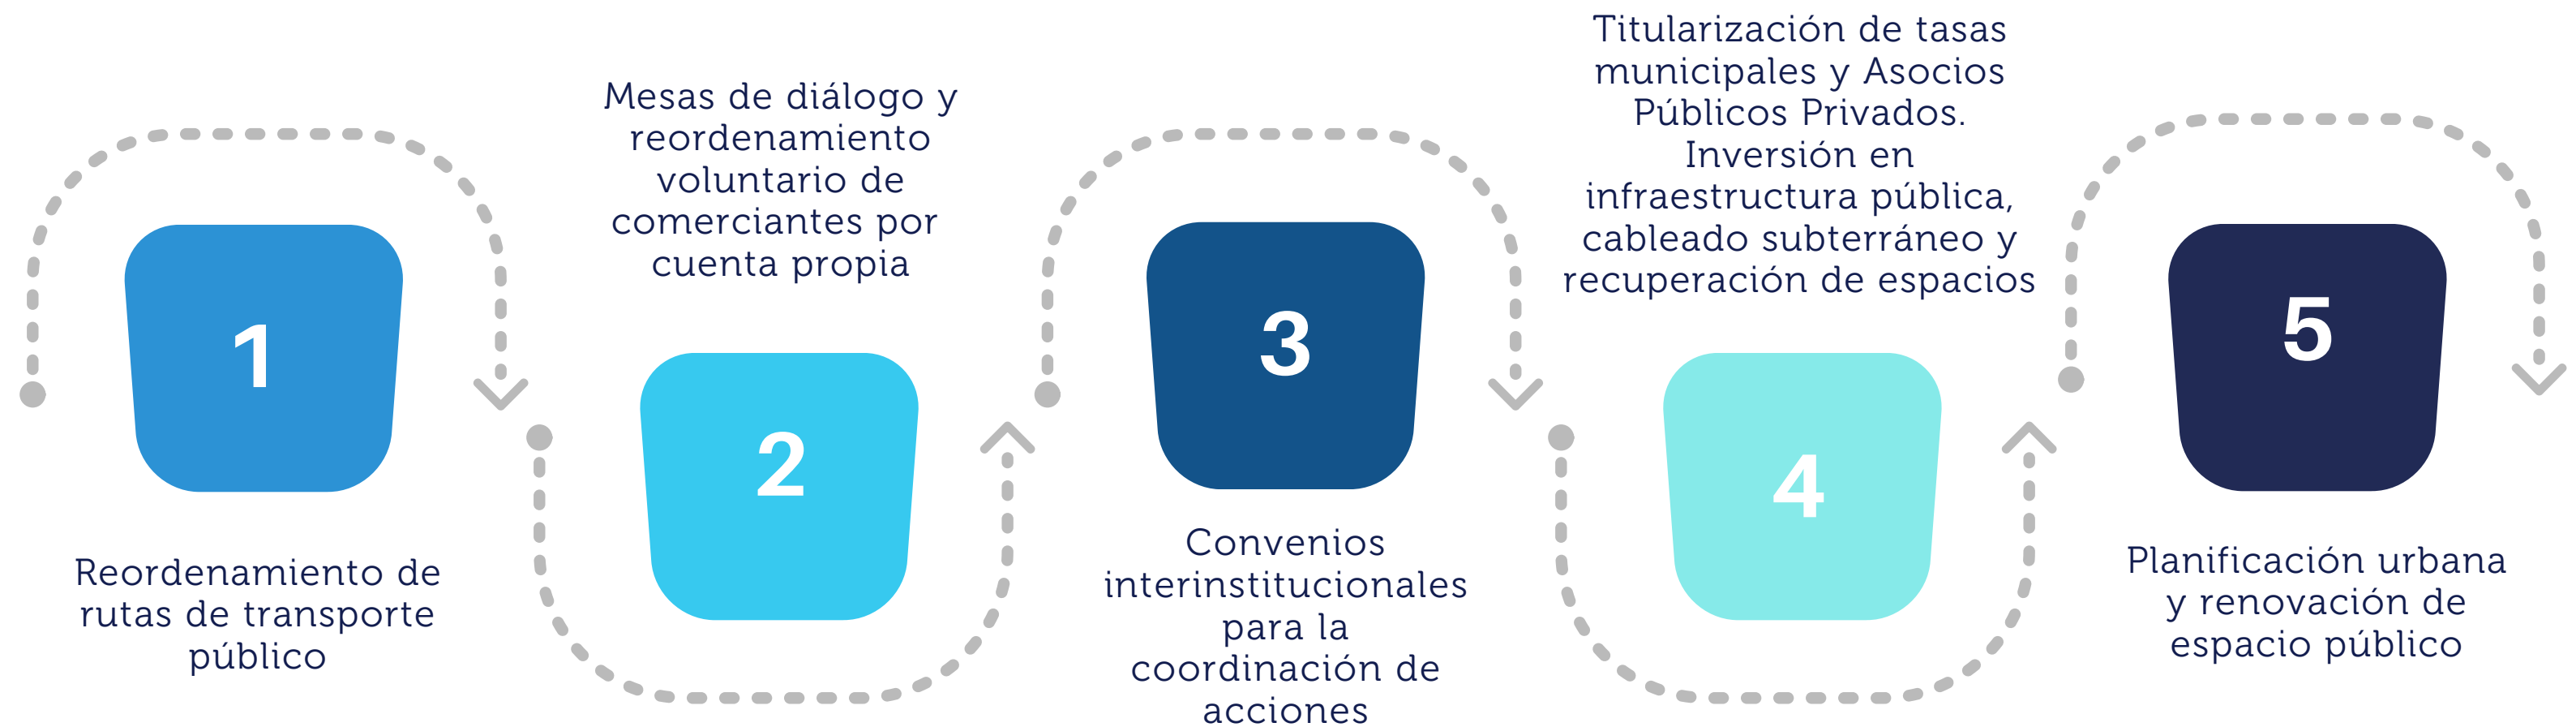 1
Reordenamiento de
rutas de transporte
público
Mesas de diálogo y
reordenamiento
voluntario de
comerciantes por
cuenta propia
2
3
Convenios
interinstitucionales
para la
coordinación de
acciones
Titularización de tasas
municipales y Asocios
Públicos Privados.
Inversión en
infraestructura pública,
cableado subterráneo y
recuperación de espacios
4
5
Planificación urbana
y renovación de
espacio público